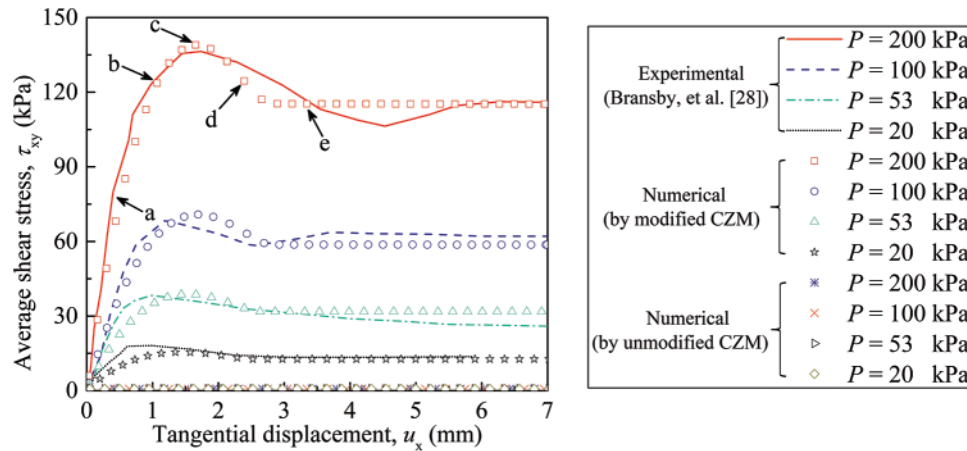 150
120
90
60
30
0
Average shear stress, τxy (kPa)
a
b
c
d
e
0 1 2 3 4 5 6 7
Tangential displacement, ux (mm)
Experimental
(Bransby, et al. [28])
P = 200 kPa
P = 100 kPa
P = 53 kPa
P = 20 kPa
Numerical
(by modified CZM)
P = 200 kPa
P = 100 kPa
P = 53 kPa
P = 20 kPa
Numerical
(by unmodified CZM)
P = 200 kPa
P = 100 kPa
P = 53 kPa
P = 20 kPa